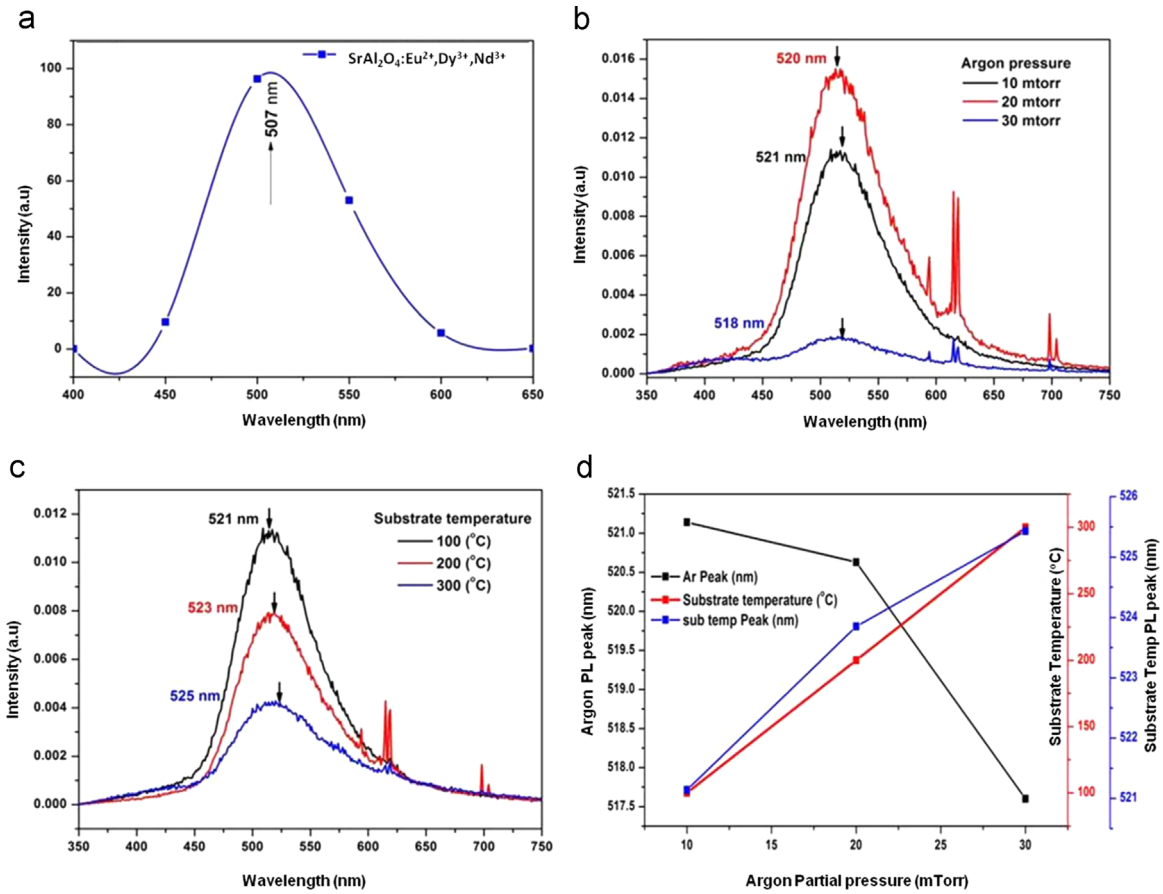 a
SrAl₂O₄:Eu²⁺,Dy³⁺,Nd³⁺
507 nm
100
80
60
40
20
0
400
450
500
550
600
650
Intensity (a.u)
Wavelength (nm)
b
520 nm
521 nm
518 nm
Argon pressure
10 mtorr
20 mtorr
30 mtorr
0.016
0.014
0.012
0.010
0.008
0.006
0.004
0.002
0.000
350
400
450
500
550
600
650
700
750
Intensity (a.u)
Wavelength (nm)
c
521 nm
523 nm
525 nm
Substrate temperature
100 (°C)
200 (°C)
300 (°C)
0.012
0.010
0.008
0.006
0.004
0.002
0.000
350
400
450
500
550
600
650
700
750
Intensity (a.u)
Wavelength (nm)
d
Ar Peak (nm)
Substrate temperature (°C)
sub temp Peak (nm)
521.5
521.0
520.5
520.0
519.5
519.0
518.5
518.0
517.5
Argon PL peak (nm)
10
15
20
25
30
Argon Partial pressure (mTorr)
300
250
200
150
100
Substrate Temperature (°C)
526
525
524
523
522
521
Substrate Temp PL peak (nm)